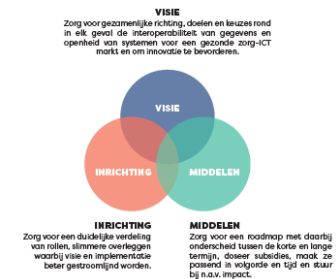 VISIE
Zorg voor gezamenlijke richting, doelen en keuzes rond
in elk geval de interoperabiliteit van gegevens en
openheid van systemen voor een gezonde zorg-ICT
markt en om innovatie te bevorderen.
VISIE
INRICHTING
MIDDELEN
INRICHTING
Zorg voor een duidelijke verdeling
van rollen, slimmere overleggen
waarbij visie en implementatie
beter gestroomlijnd worden.
MIDDELEN
Zorg voor een roadmap met daarbij
onderscheid tussen de korte en lange
termijn, doseer subsidies, maak ze
passend in volgorde en tijd en stuur
bij n.a.v. impact.